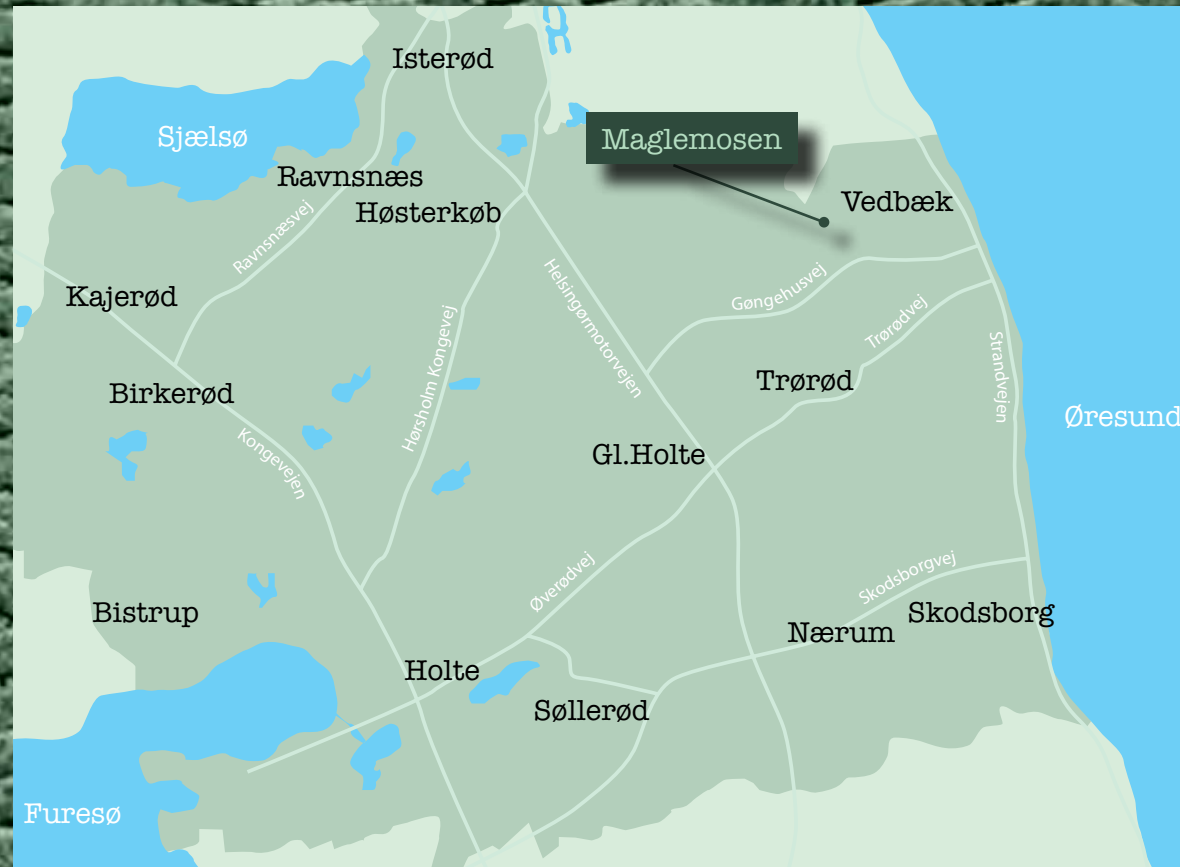 Isterød
Sjælsø
Maglemosen
Ravnsnæs
Vedbæk
Høsterkøb
Ravnsnæsvej
Kajerød
Helsingørmotorvejen
Gøngehusvej
Trørødvej
Hørsholm Kongevej
Strandvejen
Birkerød
Trørød
Øresund
Kongevejen
Gl.Holte
Øverødvej
Skodsborgvej
Bistrup
Skodsborg
Nærum
Holte
Søllerød
Furesø